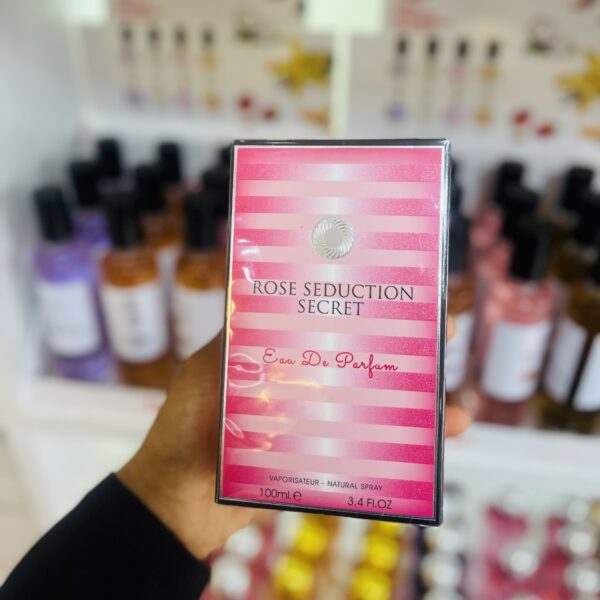 ROSE SEDUCTION
SECRET
Eau De Parfum
VAPORISATEUR - NATURAL SPRAY
100ml.e 3.4 FL.OZ